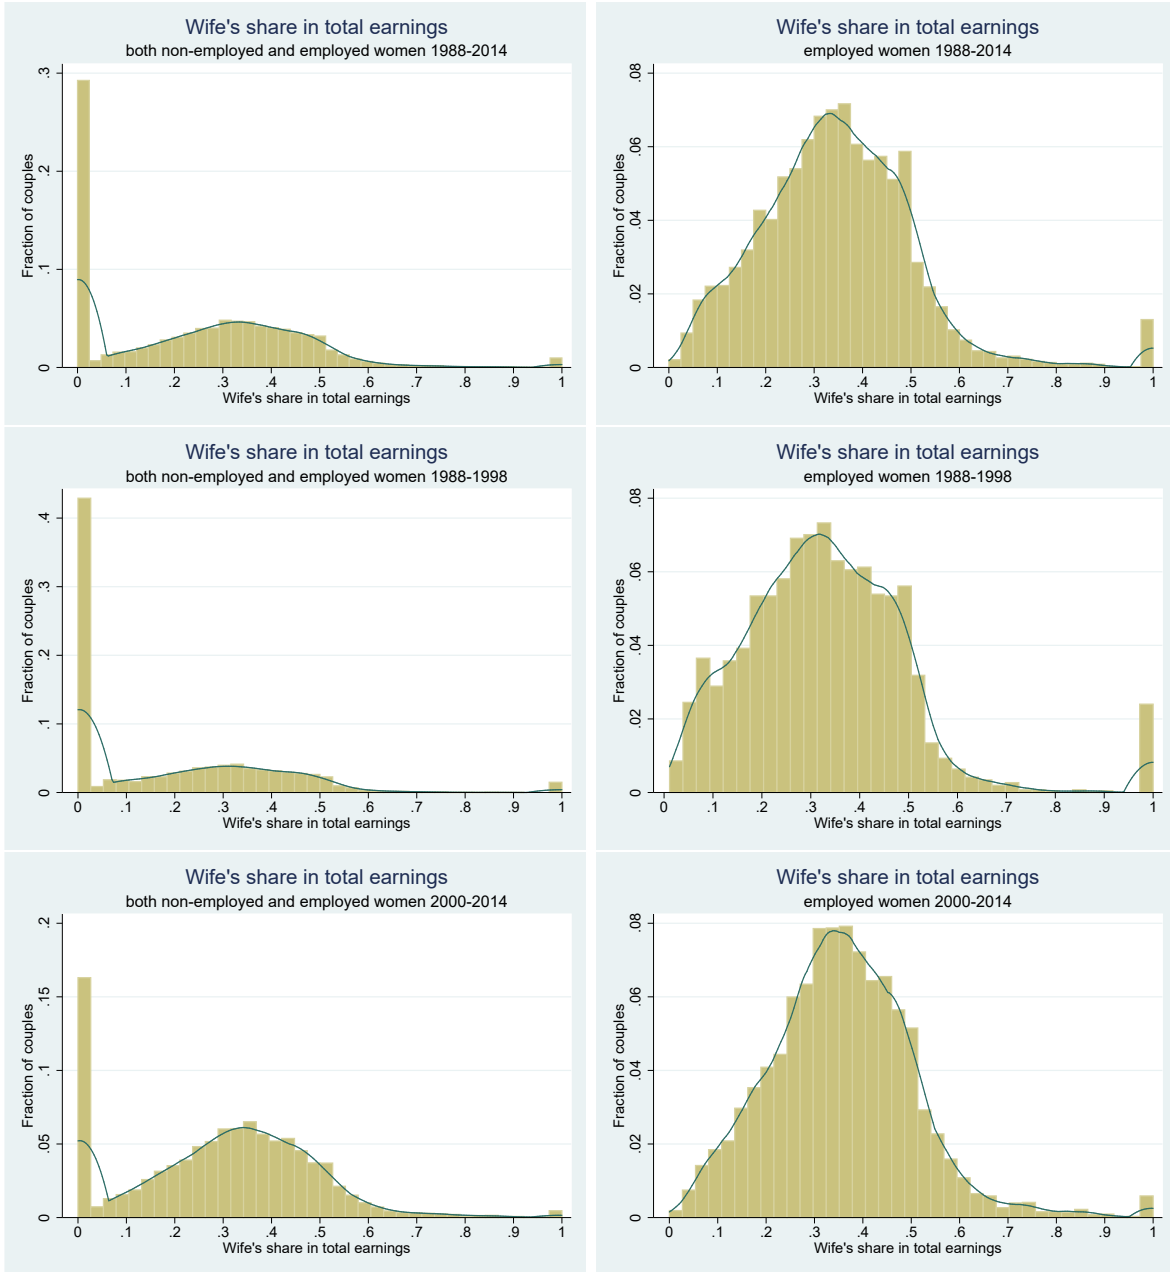 Wife's share in total earnings
both non-employed and employed women 1988-2014
Fraction of couples
.3
.2
.1
0
0 .1 .2 .3 .4 .5 .6 .7 .8 .9 1
Wife's share in total earnings
Wife's share in total earnings
employed women 1988-2014
Fraction of couples
.08
.06
.04
.02
0
0 .1 .2 .3 .4 .5 .6 .7 .8 .9 1
Wife's share in total earnings
Wife's share in total earnings
both non-employed and employed women 1988-1998
Fraction of couples
.4
.3
.2
.1
0
0 .1 .2 .3 .4 .5 .6 .7 .8 .9 1
Wife's share in total earnings
Wife's share in total earnings
employed women 1988-1998
Fraction of couples
.08
.06
.04
.02
0
0 .1 .2 .3 .4 .5 .6 .7 .8 .9 1
Wife's share in total earnings
Wife's share in total earnings
both non-employed and employed women 2000-2014
Fraction of couples
.2
.15
.1
.05
0
0 .1 .2 .3 .4 .5 .6 .7 .8 .9 1
Wife's share in total earnings
Wife's share in total earnings
employed women 2000-2014
Fraction of couples
.08
.06
.04
.02
0
0 .1 .2 .3 .4 .5 .6 .7 .8 .9 1
Wife's share in total earnings